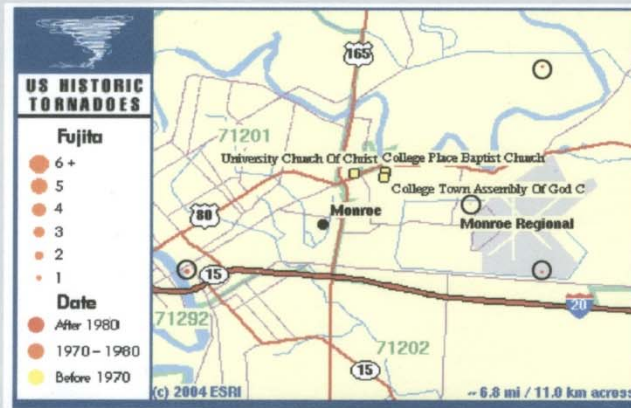 US HISTORIC
TORNADOES
Fujita
6 +
5
4
3
2
1
Date
After 1980
1970 - 1980
Before 1970
165
71201
University Church Of Christ
College Place Baptist Church
College Town Assembly Of God C
80
Monroe
Monroe Regional
15
20
71292
71202
15
(c) 2004 ESRI
~ 6.8 mi / 11.0 km across